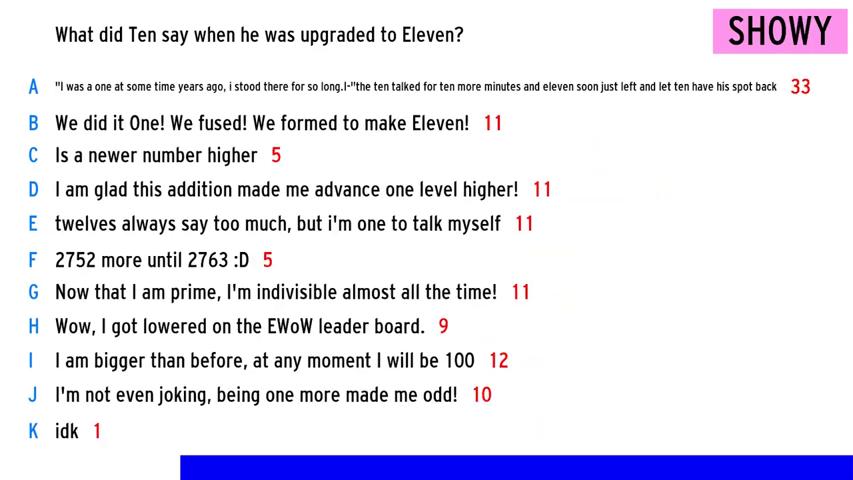 What did Ten say when he was upgraded to Eleven?
SHOWY
A "I was a one at some time years ago, i stood there for so long.I-"the ten talked for ten more minutes and eleven soon just left and let ten have his spot back 33
B We did it One! We fused! We formed to make Eleven! 11
C Is a newer number higher 5
D I am glad this addition made me advance one level higher! 11
E twelves always say too much, but i'm one to talk myself 11
F 2752 more until 2763 :D 5
G Now that I am prime, I'm indivisible almost all the time! 11
H Wow, I got lowered on the EWoW leader board. 9
I I am bigger than before, at any moment I will be 100 12
J I'm not even joking, being one more made me odd! 10
K idk 1